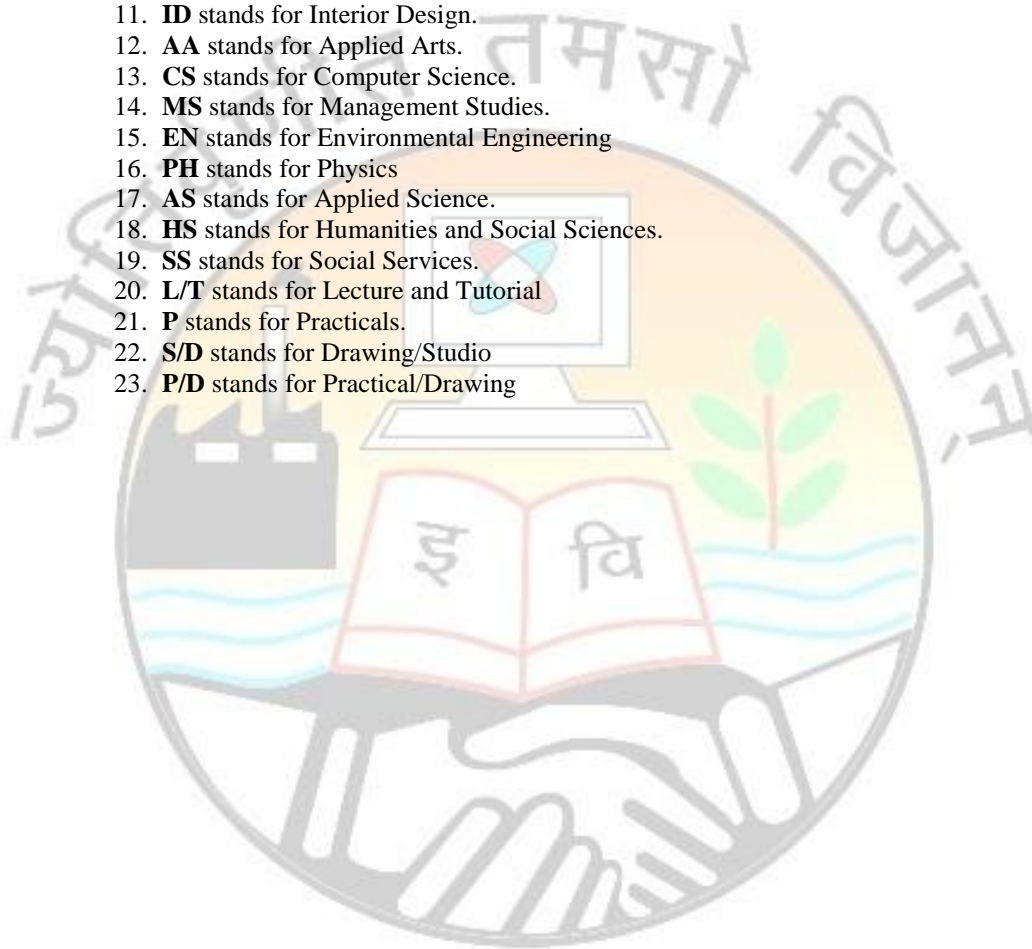 11. ID stands for Interior Design.
12. AA stands for Applied Arts.
13. CS stands for Computer Science.
14. MS stands for Management Studies.
15. EN stands for Environmental Engineering
16. PH stands for Physics
17. AS stands for Applied Science.
18. HS stands for Humanities and Social Sciences.
19. SS stands for Social Services.
20. L/T stands for Lecture and Tutorial
21. P stands for Practicals.
22. S/D stands for Drawing/Studio
23. P/D stands for Practical/Drawing
ज्योतिर्वृणीत तमसो विजानन्
इ वि